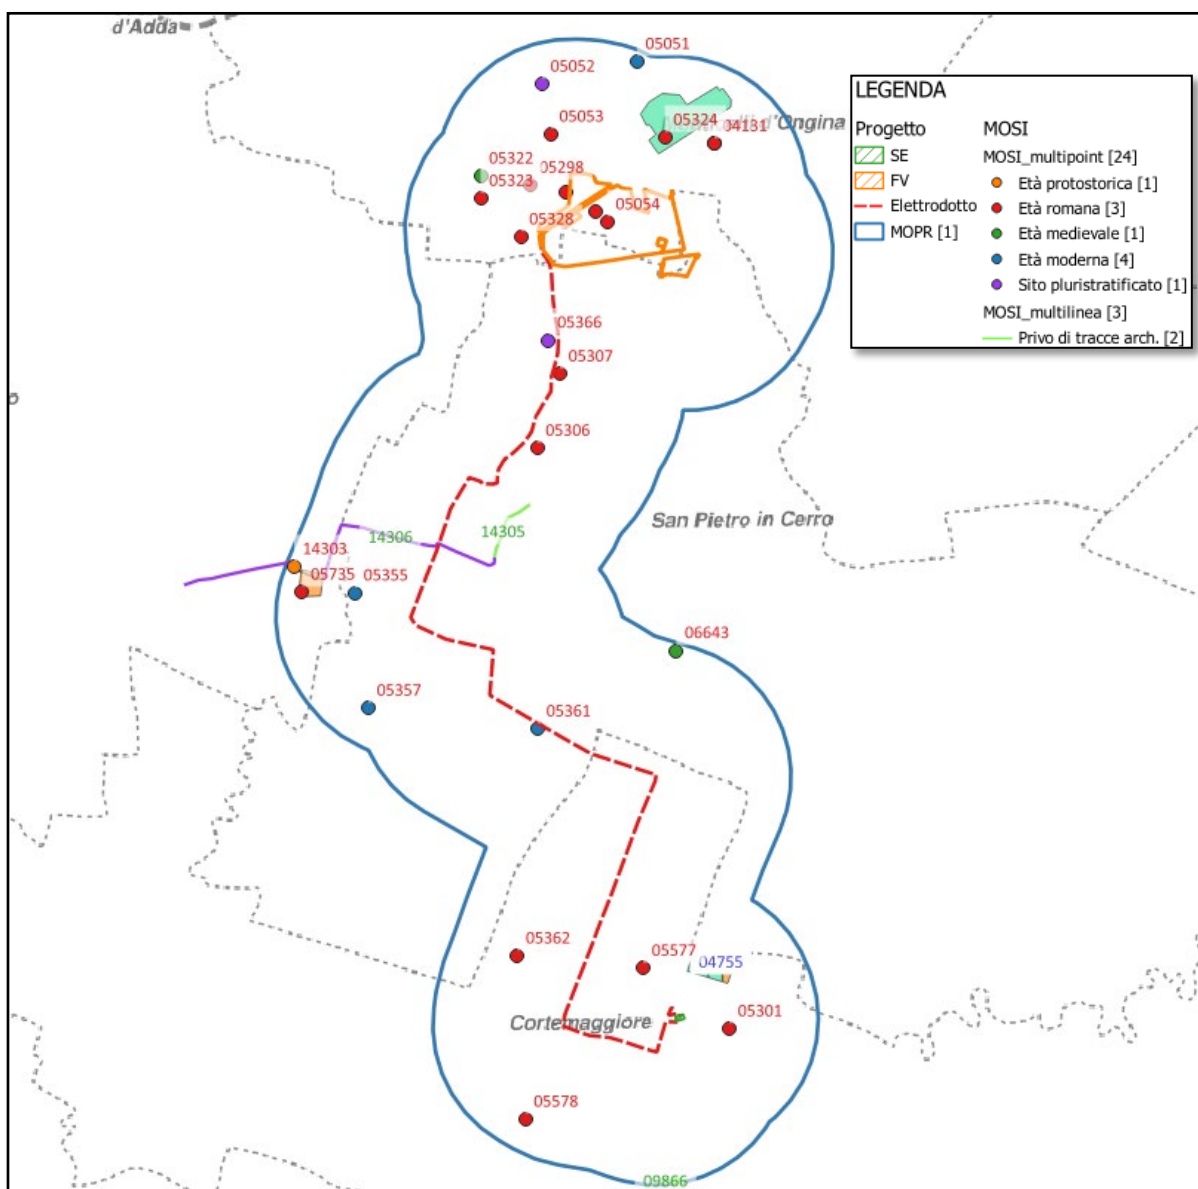 d'Adda
05051
05052
05053
05324
04131
d'Ongina
05322
05298
05323
05054
05328
05366
05307
05306
San Pietro in Cerro
14306
14305
14303
05735
05355
06643
05357
05361
05362
05577
04755
05301
Cortemaggiore
05578
09866
LEGENDA
Progetto
SE
FV
Elettrodotto
MOPR [1]
MOSI
MOSI_multipoint [24]
Età protostorica [1]
Età romana [3]
Età medievale [1]
Età moderna [4]
Sito pluristratificato [1]
MOSI_multilinea [3]
Privo di tracce arch. [2]